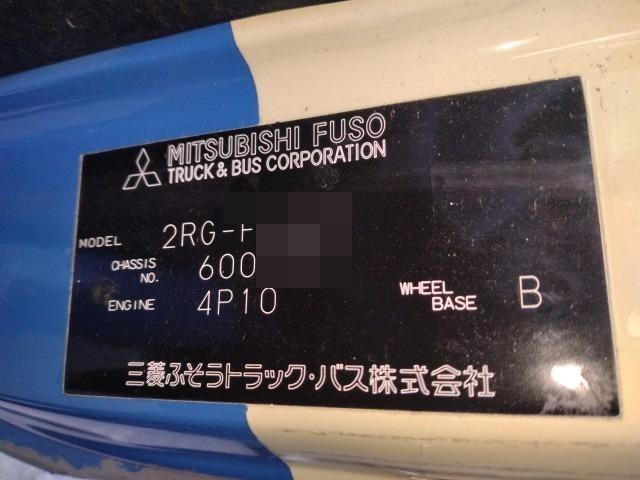 MITSUBISHI FUSO
TRUCK & BUS CORPORATION
MODEL 2RG-F
CHASSIS NO. 600
ENGINE 4P10
WHEEL BASE B
三菱ふそうトラック・バス株式会社